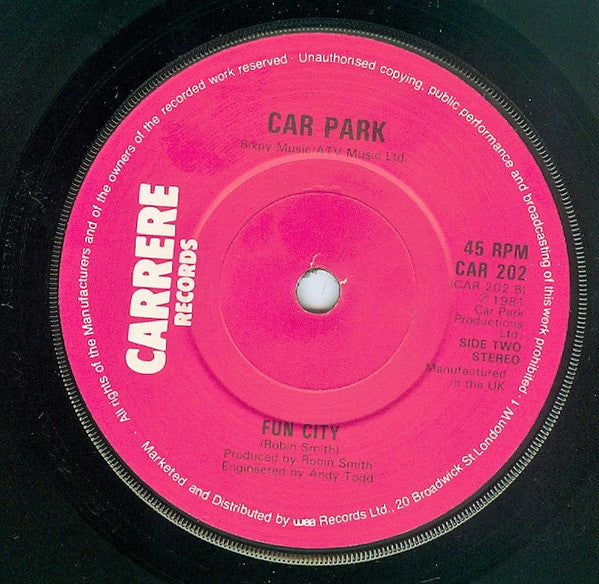 All rights of the Manufacturers and of the owners of the recorded work reserved · Unauthorised copying, public performance and broadcasting of this work prohibited.
CAR PARK
Sixpy Music/ATV Music Ltd.
CARRERE
RECORDS
45 RPM
CAR 202
(CAR 202 B)
℗ 1981
Car Park
Productions
Ltd.
SIDE TWO
STEREO
Manufactured
in the UK
FUN CITY
(Robin Smith)
Produced by Robin Smith
Engineered by Andy Todd
Marketed and Distributed by wea Records Ltd., 20 Broadwick St. London W1.